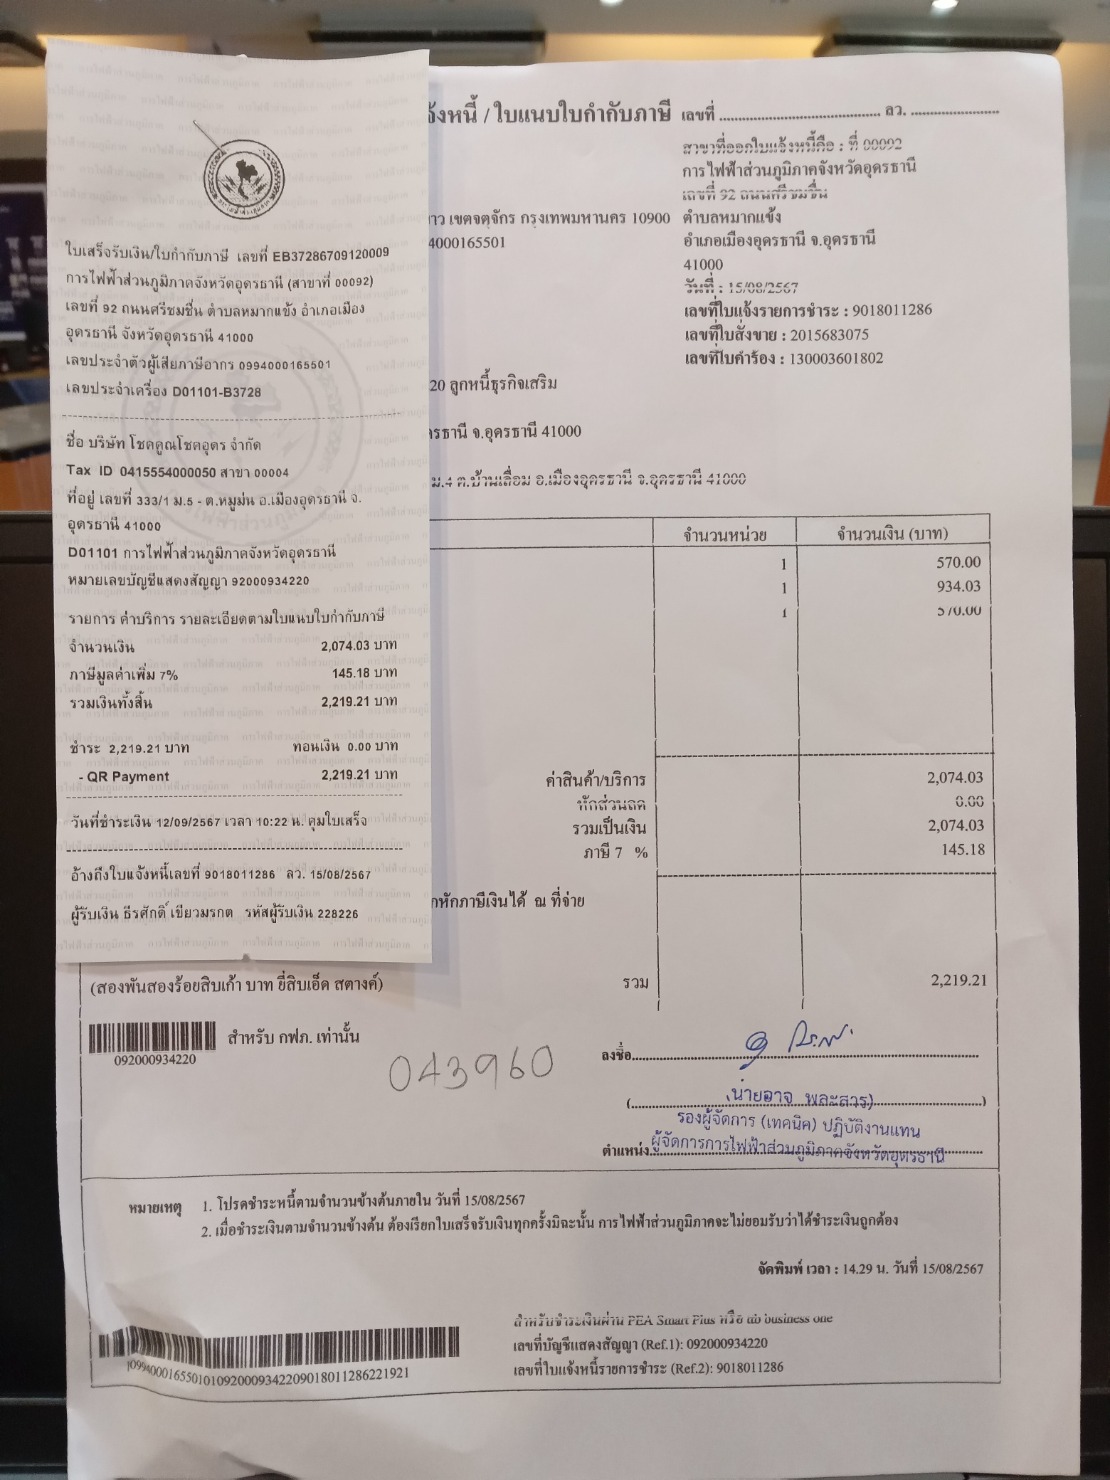 ใบเสร็จรับเงิน/ใบกำกับภาษี เลขที่ EB37286709120009
การไฟฟ้าส่วนภูมิภาคจังหวัดอุดรธานี (สาขาที่ 00092)
เลขที่ 92 ถนนศรีชมชื่น ตำบลหมากแข้ง อำเภอเมือง
อุดรธานี จังหวัดอุดรธานี 41000
เลขประจำตัวผู้เสียภาษีอากร 0994000165501
เลขประจำเครื่อง D01101-B3728
ชื่อ บริษัท โชคคูณโชคอุดร จำกัด
Tax ID 0415554000050 สาขา 00004
ที่อยู่ เลขที่ 333/1 ม.5 - ต.หมูม่น อ.เมืองอุดรธานี จ.
อุดรธานี 41000
D01101 การไฟฟ้าส่วนภูมิภาคจังหวัดอุดรธานี
หมายเลขบัญชีแสดงสัญญา 92000934220
รายการ ค่าบริการ รายละเอียดตามใบแนบใบกำกับภาษี
จำนวนเงิน 2,074.03 บาท
ภาษีมูลค่าเพิ่ม 7% 145.18 บาท
รวมเงินทั้งสิ้น 2,219.21 บาท
ชำระ 2,219.21 บาท ทอนเงิน 0.00 บาท
- QR Payment 2,219.21 บาท
วันที่ชำระเงิน 12/09/2567 เวลา 10:22 น. คุมใบเสร็จ
อ้างถึงใบแจ้งหนี้เลขที่ 9018011286 ลว. 15/08/2567
ผู้รับเงิน ธีรศักดิ์ เขียวมรกต รหัสผู้รับเงิน 228226
จ้งหนี้ / ใบแนบใบกำกับภาษี เลขที่ ลว.
สาขาที่ออกใบแจ้งหนี้คือ : ที่ 00092
การไฟฟ้าส่วนภูมิภาคจังหวัดอุดรธานี
เลขที่ 92 ถนนศรีชมชื่น
าว เขตจตุจักร กรุงเทพมหานคร 10900 ตำบลหมากแข้ง
4000165501 อำเภอเมืองอุดรธานี จ.อุดรธานี
41000
วันที่ : 15/08/2567
เลขที่ใบแจ้งรายการชำระ : 9018011286
เลขที่ใบสั่งขาย : 2015683075
เลขที่ใบคำร้อง : 130003601802
20 ลูกหนี้ธุรกิจเสริม
รธานี จ.อุดรธานี 41000
ม.4 ต.บ้านเลื่อม อ.เมืองอุดรธานี จ.อุดรธานี 41000
จำนวนหน่วย จำนวนเงิน (บาท)
1 570.00
1 934.03
1 570.00
ค่าสินค้า/บริการ 2,074.03
หักส่วนลด 0.00
รวมเป็นเงิน 2,074.03
ภาษี 7 % 145.18
กหักภาษีเงินได้ ณ ที่จ่าย
(สองพันสองร้อยสิบเก้า บาท ยี่สิบเอ็ด สตางค์) รวม 2,219.21
สำหรับ กฟภ. เท่านั้น
092000934220
043960
ลงชื่อ
(นายอาจ พละสาร)
รองผู้จัดการ (เทคนิค) ปฏิบัติงานแทน
ตำแหน่ง ผู้จัดการการไฟฟ้าส่วนภูมิภาคจังหวัดอุดรธานี
หมายเหตุ 1. โปรดชำระหนี้ตามจำนวนข้างต้นภายใน วันที่ 15/08/2567
2. เมื่อชำระเงินตามจำนวนข้างต้น ต้องเรียกใบเสร็จรับเงินทุกครั้งมิฉะนั้น การไฟฟ้าส่วนภูมิภาคจะไม่ยอมรับว่าได้ชำระเงินถูกต้อง
จัดพิมพ์ เวลา : 14.29 น. วันที่ 15/08/2567
สำหรับชำระเงินผ่าน PEA Smart Plus หรือ ttb business one
เลขที่บัญชีแสดงสัญญา (Ref.1): 092000934220
เลขที่ใบแจ้งหนี้รายการชำระ (Ref.2): 9018011286